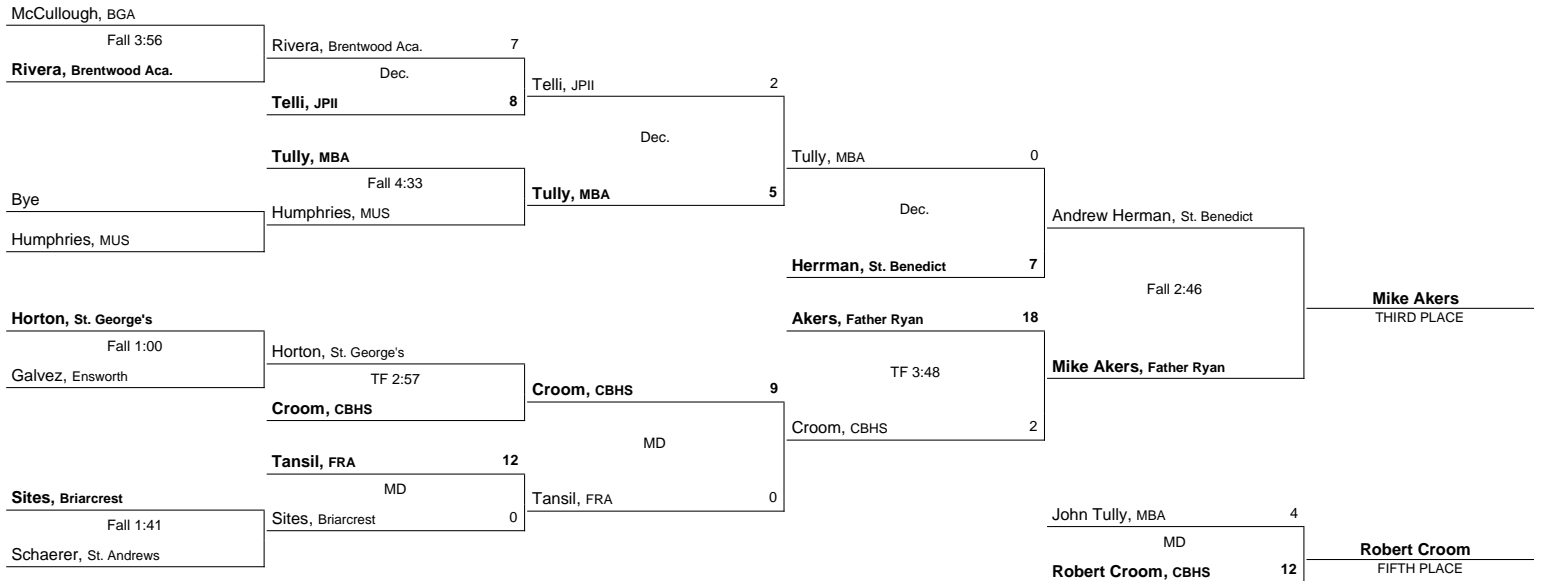 McCullough, BGA
Fall 3:56
Rivera, Brentwood Aca.
Rivera, Brentwood Aca. 7
Dec.
Telli, JPII 8
Telli, JPII 2
Dec.
Tully, MBA
Fall 4:33
Tully, MBA 5
Bye
Humphries, MUS
Humphries, MUS
Tully, MBA 0
Dec.
Herrman, St. Benedict 7
Andrew Herman, St. Benedict
Fall 2:46
Mike Akers
THIRD PLACE
Horton, St. George's
Fall 1:00
Galvez, Ensworth
Horton, St. George's
TF 2:57
Croom, CBHS
Croom, CBHS 9
MD
Akers, Father Ryan 18
TF 3:48
Croom, CBHS 2
Mike Akers, Father Ryan
Tansil, FRA 12
MD
Sites, Briarcrest 0
Tansil, FRA 0
Sites, Briarcrest
Fall 1:41
Schaerer, St. Andrews
John Tully, MBA 4
MD
Robert Croom, CBHS 12
Robert Croom
FIFTH PLACE